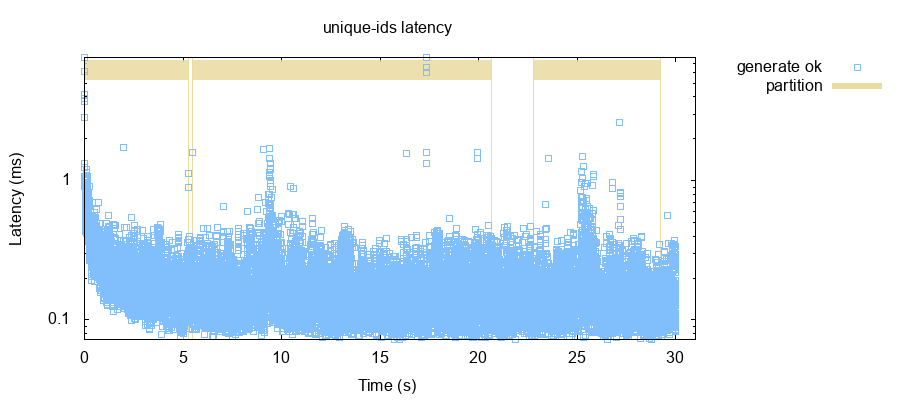 unique-ids latency
generate ok
partition
Latency (ms)
1
0.1
0 5 10 15 20 25 30
Time (s)